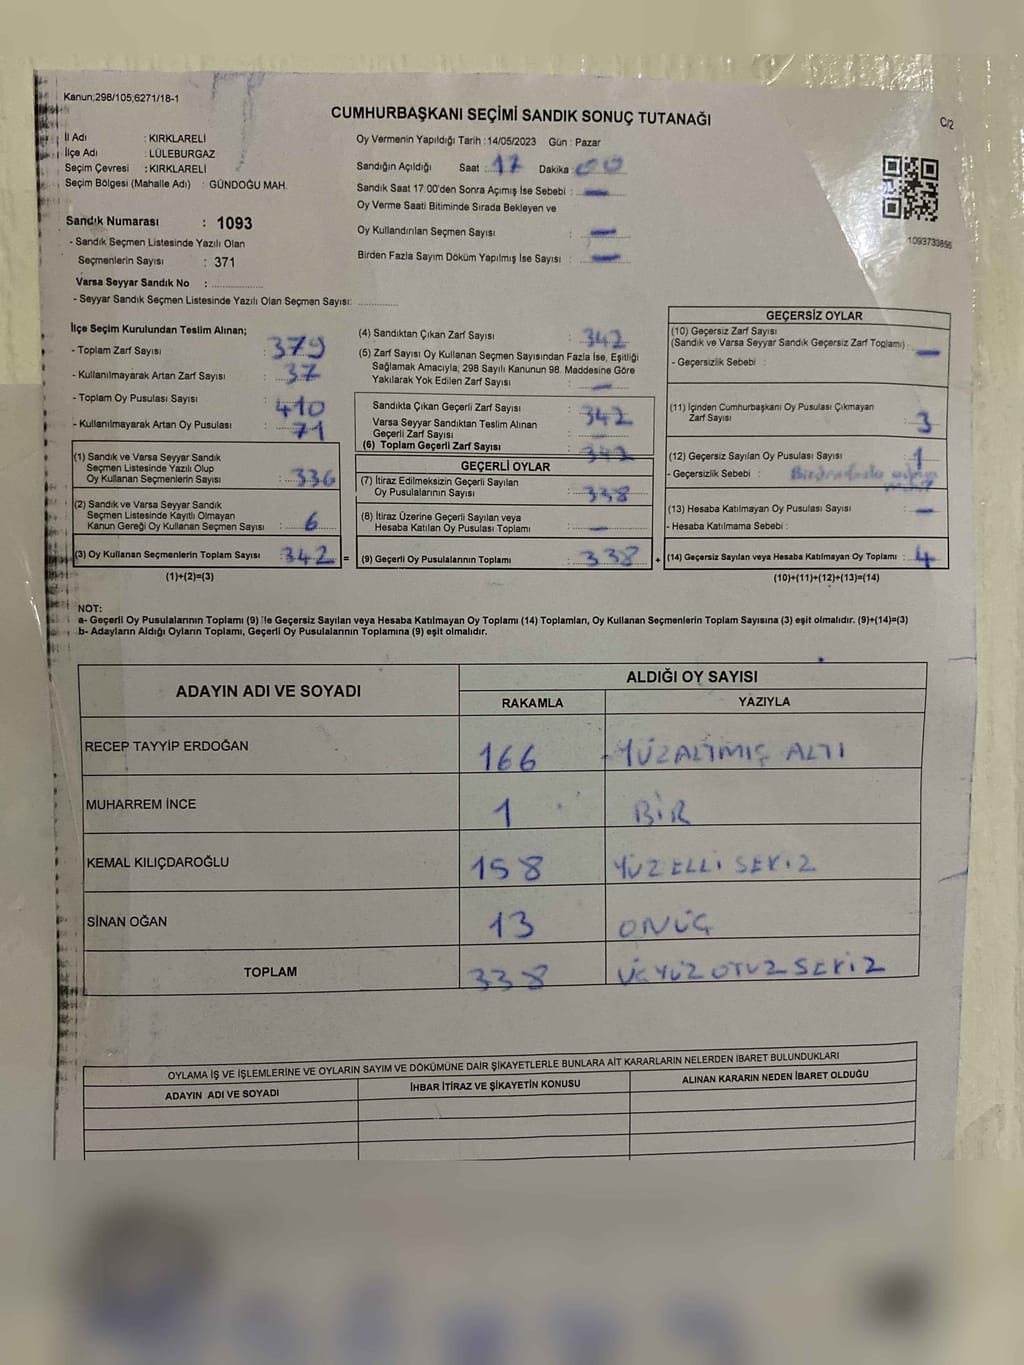 Kanun;298/105,6271/18-1
CUMHURBAŞKANI SEÇİMİ SANDIK SONUÇ TUTANAĞI
C/2
İl Adı : KIRKLARELİ
İlçe Adı : LÜLEBURGAZ
Seçim Çevresi : KIRKLARELİ
Seçim Bölgesi (Mahalle Adı) : GÜNDOĞU MAH.
Oy Vermenin Yapıldığı Tarih : 14/05/2023 Gün : Pazar
Sandığın Açıldığı Saat : 17 Dakika : 00
Sandık Saat 17:00'den Sonra Açımış İse Sebebi : —
Oy Verme Saati Bitiminde Sırada Bekleyen ve
Oy Kullandırılan Seçmen Sayısı : —
Birden Fazla Sayım Döküm Yapılmış İse Sayısı : —
1093733856
Sandık Numarası : 1093
- Sandık Seçmen Listesinde Yazılı Olan
Seçmenlerin Sayısı : 371
Varsa Seyyar Sandık No :
- Seyyar Sandık Seçmen Listesinde Yazılı Olan Seçmen Sayısı:
İlçe Seçim Kurulundan Teslim Alınan;
- Toplam Zarf Sayısı : 379
- Kullanılmayarak Artan Zarf Sayısı : 37
- Toplam Oy Pusulası Sayısı : 410
- Kullanılmayarak Artan Oy Pusulası : 71
(1) Sandık ve Varsa Seyyar Sandık
Seçmen Listesinde Yazılı Olup
Oy Kullanan Seçmenlerin Sayısı : 336
(2) Sandık ve Varsa Seyyar Sandık
Seçmen Listesinde Kayıtlı Olmayan
Kanun Gereği Oy Kullanan Seçmen Sayısı : 6
(3) Oy Kullanan Seçmenlerin Toplam Sayısı : 342 =
(1)+(2)=(3)
(4) Sandıktan Çıkan Zarf Sayısı : 342
(5) Zarf Sayısı Oy Kullanan Seçmen Sayısından Fazla İse, Eşitliği
Sağlamak Amacıyla; 298 Sayılı Kanunun 98. Maddesine Göre
Yakılarak Yok Edilen Zarf Sayısı : —
Sandıkta Çıkan Geçerli Zarf Sayısı : 342
Varsa Seyyar Sandıktan Teslim Alınan
Geçerli Zarf Sayısı :
(6) Toplam Geçerli Zarf Sayısı : 342
GEÇERLİ OYLAR
(7) İtiraz Edilmeksizin Geçerli Sayılan
Oy Pusulalarının Sayısı : 338
(8) İtiraz Üzerine Geçerli Sayılan veya
Hesaba Katılan Oy Pusulası Toplamı : —
(9) Geçerli Oy Pusulalarının Toplamı : 338 +
GEÇERSİZ OYLAR
(10) Geçersiz Zarf Sayısı
(Sandık ve Varsa Seyyar Sandık Geçersiz Zarf Toplamı) : —
- Geçersizlik Sebebi :
(11) İçinden Cumhurbaşkanı Oy Pusulası Çıkmayan
Zarf Sayısı : 3
(12) Geçersiz Sayılan Oy Pusulası Sayısı : 1
- Geçersizlik Sebebi :
(13) Hesaba Katılmayan Oy Pusulası Sayısı : —
- Hesaba Katılmama Sebebi :
(14) Geçersiz Sayılan veya Hesaba Katılmayan Oy Toplamı : 4
(10)+(11)+(12)+(13)=(14)
NOT:
a- Geçerli Oy Pusulalarının Toplamı (9) İle Geçersiz Sayılan veya Hesaba Katılmayan Oy Toplamı (14) Toplamları, Oy Kullanan Seçmenlerin Toplam Sayısına (3) eşit olmalıdır. (9)+(14)=(3)
b- Adayların Aldığı Oyların Toplamı, Geçerli Oy Pusulalarının Toplamına (9) eşit olmalıdır.
ADAYIN ADI VE SOYADI
ALDIĞI OY SAYISI
RAKAMLA YAZIYLA
RECEP TAYYİP ERDOĞAN 166 YÜZALTMIŞ ALTI
MUHARREM İNCE 1 BİR
KEMAL KILIÇDAROĞLU 158 YÜZELLİ SEKİZ
SİNAN OĞAN 13 ONÜÇ
TOPLAM 338 ÜÇYÜZ OTUZ SEKİZ
OYLAMA İŞ VE İŞLEMLERİNE VE OYLARIN SAYIM VE DÖKÜMÜNE DAİR ŞİKAYETLERLE BUNLARA AİT KARARLARIN NELERDEN İBARET BULUNDUKLARI
ADAYIN ADI VE SOYADI İHBAR İTİRAZ VE ŞİKAYETİN KONUSU ALINAN KARARIN NEDEN İBARET OLDUĞU